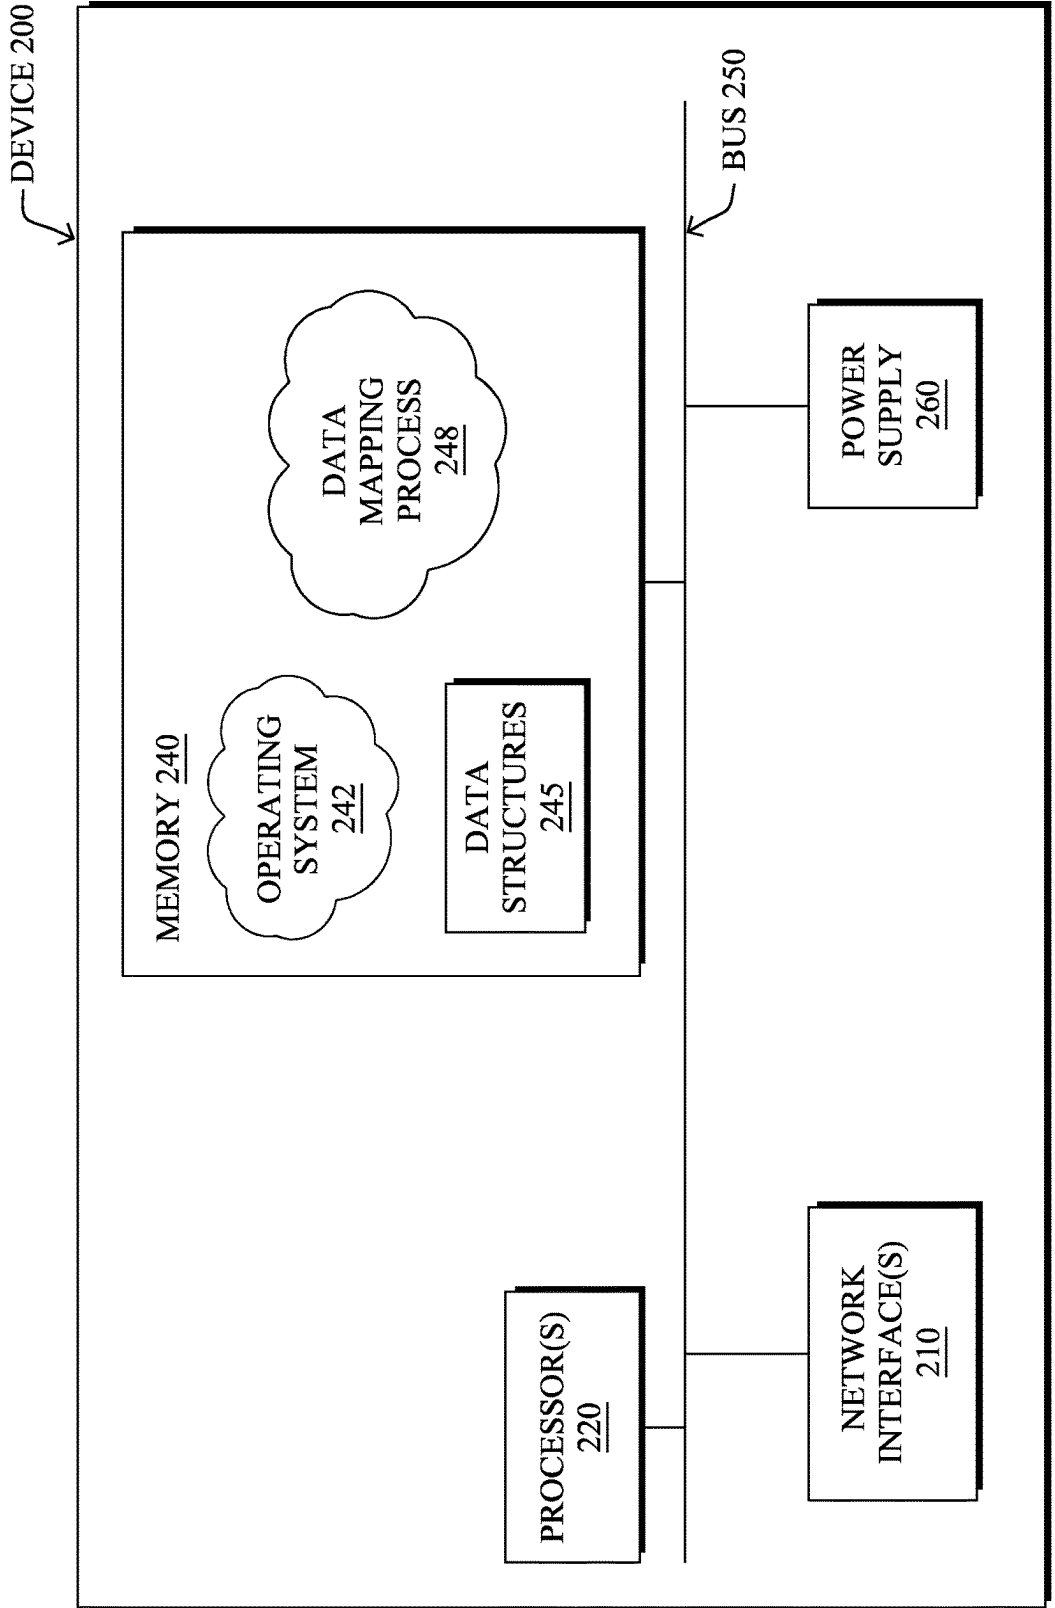 DEVICE 200
MEMORY 240
OPERATING
SYSTEM
242
DATA
STRUCTURES
245
DATA
MAPPING
PROCESS
248
PROCESSOR(S)
220
BUS 250
NETWORK
INTERFACE(S)
210
POWER
SUPPLY
260